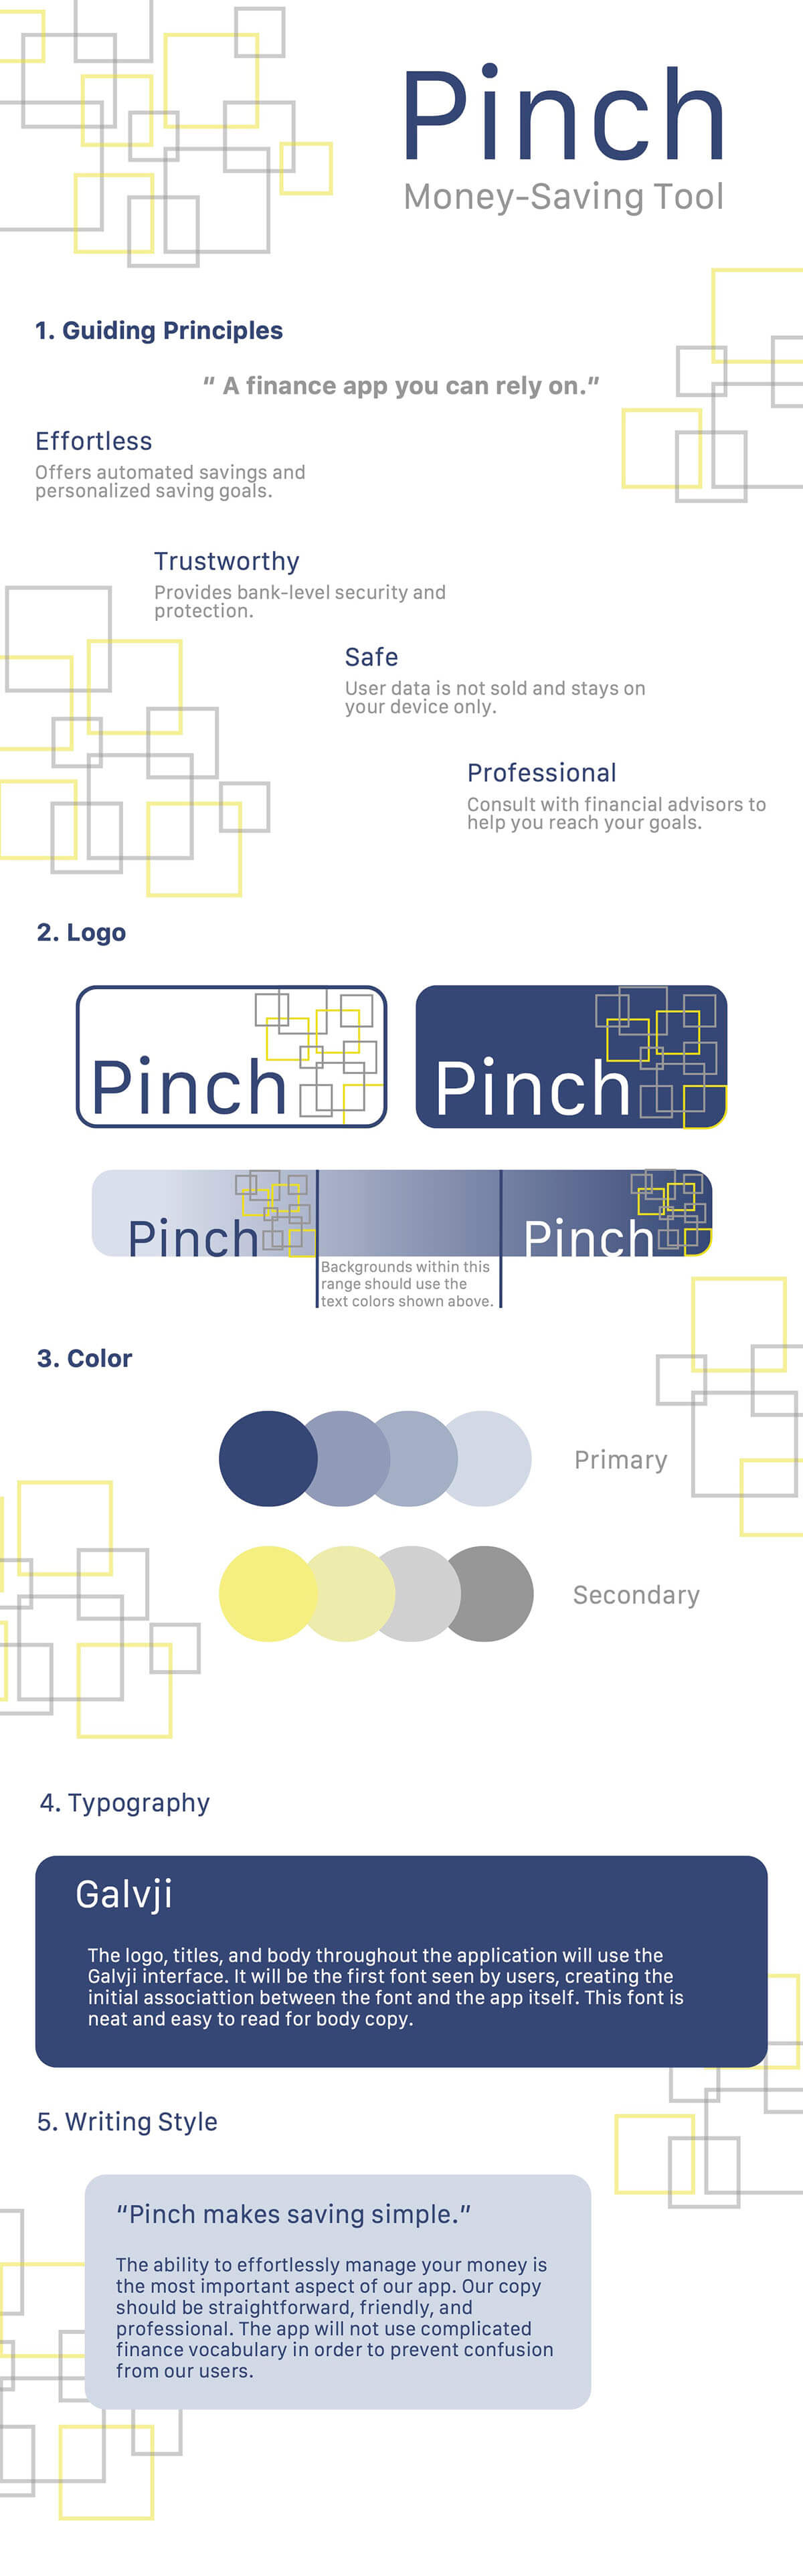 Pinch
Money-Saving Tool
1. Guiding Principles
“ A finance app you can rely on.”
Effortless
Offers automated savings and
personalized saving goals.
Trustworthy
Provides bank-level security and
protection.
Safe
User data is not sold and stays on
your device only.
Professional
Consult with financial advisors to
help you reach your goals.
2. Logo
Pinch
Pinch
Pinch
Pinch
Backgrounds within this
range should use the
text colors shown above.
3. Color
Primary
Secondary
4. Typography
Galvji
The logo, titles, and body throughout the application will use the
Galvji interface. It will be the first font seen by users, creating the
initial associattion between the font and the app itself. This font is
neat and easy to read for body copy.
5. Writing Style
“Pinch makes saving simple.”
The ability to effortlessly manage your money is
the most important aspect of our app. Our copy
should be straightforward, friendly, and
professional. The app will not use complicated
finance vocabulary in order to prevent confusion
from our users.